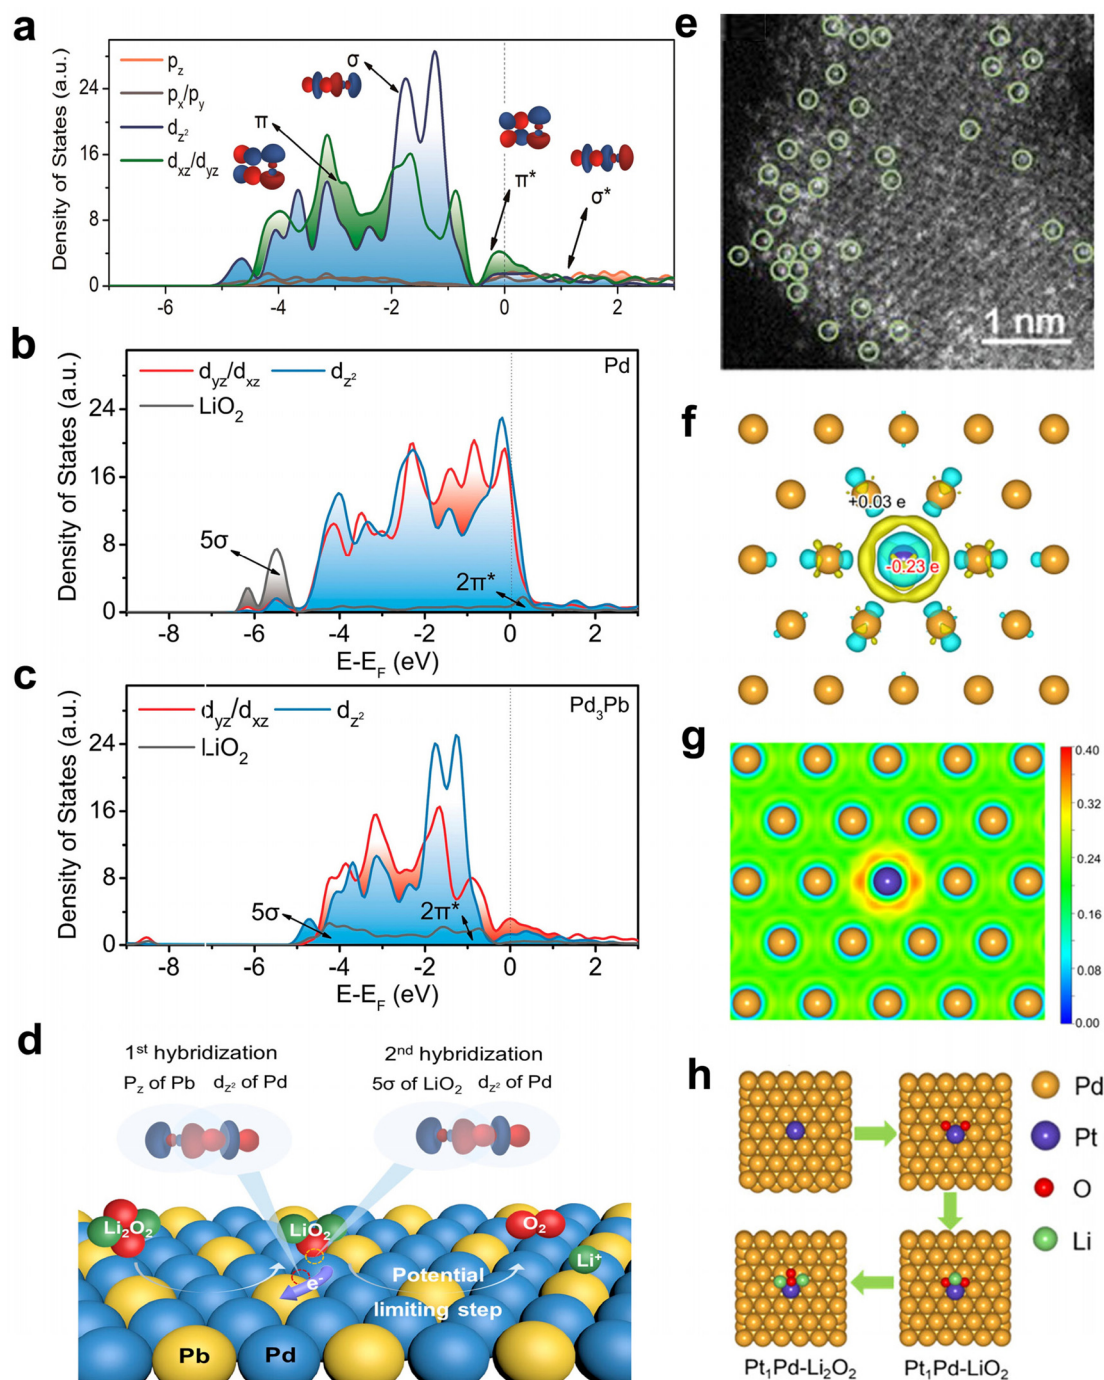 a
Density of States (a.u.)
24
16
8
0
p_z
p_x/p_y
d_z²
d_xz/d_yz
σ
π
π*
σ*
-6 -4 -2 0 2
b
Density of States (a.u.)
24
16
8
0
d_yz/d_xz d_z²
LiO₂
Pd
5σ
2π*
-8 -6 -4 -2 0 2
E-E_F (eV)
c
Density of States (a.u.)
24
16
8
0
d_yz/d_xz d_z²
LiO₂
Pd₃Pb
5σ
2π*
-8 -6 -4 -2 0 2
E-E_F (eV)
d
1st hybridization
P_z of Pb d_z² of Pd
2nd hybridization
5σ of LiO₂ d_z² of Pd
Li₂O₂
LiO₂
O₂
Li⁺
e⁻
Potential
limiting step
Pb
Pd
e
1 nm
f
+0.03 e
-0.23 e
g
0.40
0.32
0.24
0.16
0.08
0.00
h
Pd
Pt
O
Li
Pt₁Pd-Li₂O₂
Pt₁Pd-LiO₂